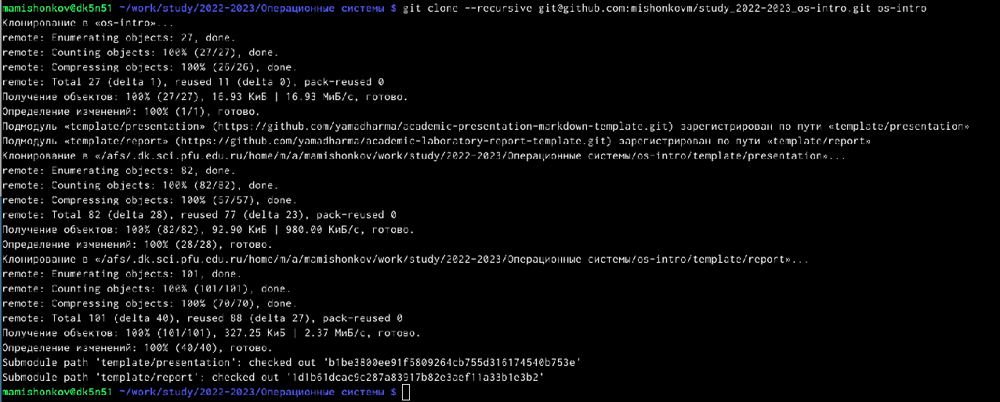 mamishonkov@dk5n51 ~/work/study/2022-2023/Операционные системы $ git clone --recursive git@github.com:mishonkovm/study_2022-2023_os-intro.git os-intro
Клонирование в «os-intro»...
remote: Enumerating objects: 27, done.
remote: Counting objects: 100% (27/27), done.
remote: Compressing objects: 100% (26/26), done.
remote: Total 27 (delta 1), reused 11 (delta 0), pack-reused 0
Получение объектов: 100% (27/27), 16.93 КиБ | 16.93 МиБ/с, готово.
Определение изменений: 100% (1/1), готово.
Подмодуль «template/presentation» (https://github.com/yamadharma/academic-presentation-markdown-template.git) зарегистрирован по пути «template/presentation»
Подмодуль «template/report» (https://github.com/yamadharma/academic-laboratory-report-template.git) зарегистрирован по пути «template/report»
Клонирование в «/afs/.dk.sci.pfu.edu.ru/home/m/a/mamishonkov/work/study/2022-2023/Операционные системы/os-intro/template/presentation»...
remote: Enumerating objects: 82, done.
remote: Counting objects: 100% (82/82), done.
remote: Compressing objects: 100% (57/57), done.
remote: Total 82 (delta 28), reused 77 (delta 23), pack-reused 0
Получение объектов: 100% (82/82), 92.90 КиБ | 980.00 КиБ/с, готово.
Определение изменений: 100% (28/28), готово.
Клонирование в «/afs/.dk.sci.pfu.edu.ru/home/m/a/mamishonkov/work/study/2022-2023/Операционные системы/os-intro/template/report»...
remote: Enumerating objects: 101, done.
remote: Counting objects: 100% (101/101), done.
remote: Compressing objects: 100% (70/70), done.
remote: Total 101 (delta 40), reused 88 (delta 27), pack-reused 0
Получение объектов: 100% (101/101), 327.25 КиБ | 2.37 МиБ/с, готово.
Определение изменений: 100% (40/40), готово.
Submodule path 'template/presentation': checked out 'b1be3800ee91f5809264cb755d316174540b753e'
Submodule path 'template/report': checked out '1d1b61dcac9c287a83917b82e3aef11a33b1e3b2'
mamishonkov@dk5n51 ~/work/study/2022-2023/Операционные системы $